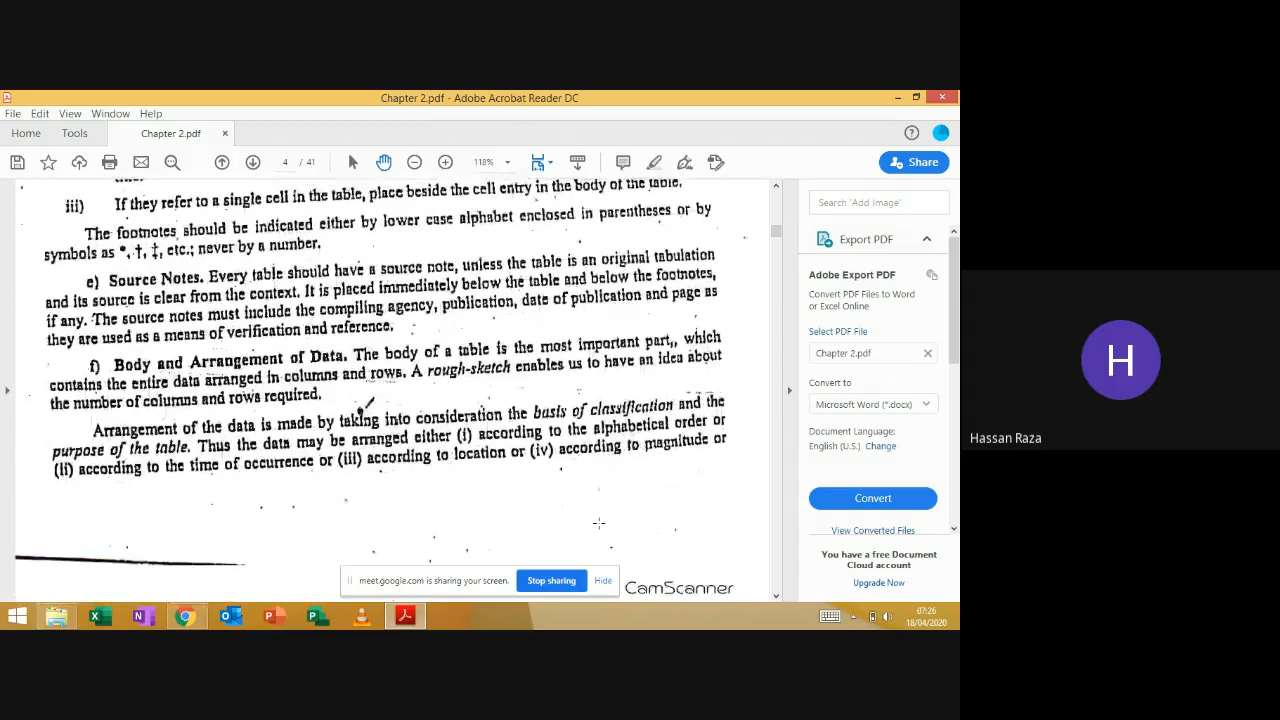 Chapter 2.pdf - Adobe Acrobat Reader DC
File Edit View Window Help
Home Tools Chapter 2.pdf
4 / 41 118% Share
iii) If they refer to a single cell in the table, place beside the cell entry in the body of the table.
The footnotes should be indicated either by lower case alphabet enclosed in parentheses or by
symbols as *, †, ‡, etc.; never by a number.
e) Source Notes. Every table should have a source note, unless the table is an original tabulation
and its source is clear from the context. It is placed immediately below the table and below the footnotes,
if any. The source notes must include the compiling agency, publication, date of publication and page as
they are used as a means of verification and reference.
f) Body and Arrangement of Data. The body of a table is the most important part, which
contains the entire data arranged in columns and rows. A rough-sketch enables us to have an idea about
the number of columns and rows required.
Arrangement of the data is made by taking into consideration the basis of classification and the
purpose of the table. Thus the data may be arranged either (i) according to the alphabetical order or
(ii) according to the time of occurrence or (iii) according to location or (iv) according to magnitude or
CamScanner
Search 'Add Image'
Export PDF
Adobe Export PDF
Convert PDF Files to Word
or Excel Online
Select PDF File
Chapter 2.pdf
Convert to
Microsoft Word (*.docx)
Document Language:
English (U.S.) Change
Convert
View Converted Files
You have a free Document
Cloud account
Upgrade Now
meet.google.com is sharing your screen. Stop sharing Hide
07:26
18/04/2020
H
Hassan Raza